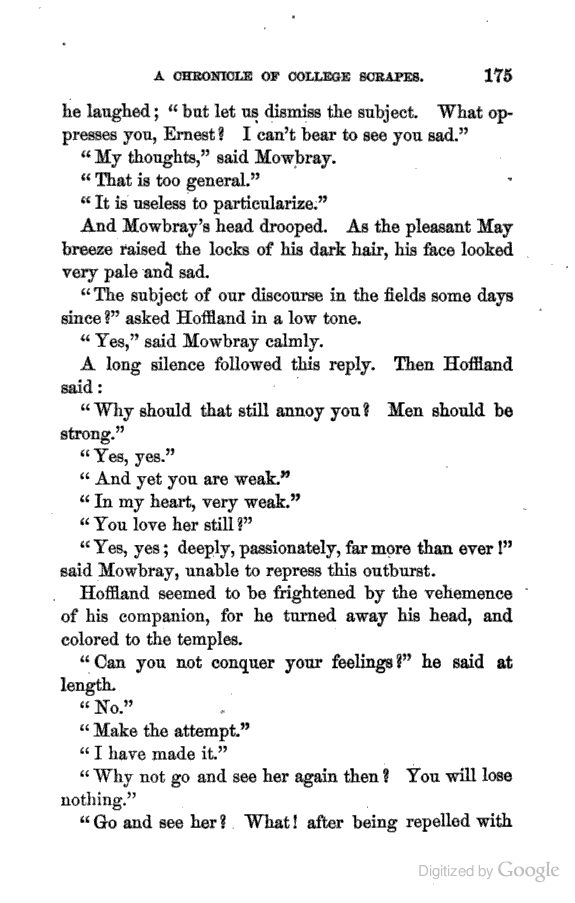 A CHRONICLE OF COLLEGE SCRAPES. 175
he laughed; “but let us dismiss the subject. What op-
presses you, Ernest? I can’t bear to see you sad.”
“My thoughts,” said Mowbray.
“That is too general.”
“It is useless to particularize.”
And Mowbray’s head drooped. As the pleasant May
breeze raised the locks of his dark hair, his face looked
very pale and sad.
“The subject of our discourse in the fields some days
since?” asked Hoffland in a low tone.
“Yes,” said Mowbray calmly.
A long silence followed this reply. Then Hoffland
said:
“Why should that still annoy you? Men should be
strong.”
“Yes, yes.”
“And yet you are weak.”
“In my heart, very weak.”
“You love her still?”
“Yes, yes; deeply, passionately, far more than ever!”
said Mowbray, unable to repress this outburst.
Hoffland seemed to be frightened by the vehemence
of his companion, for he turned away his head, and
colored to the temples.
“Can you not conquer your feelings?” he said at
length.
“No.”
“Make the attempt.”
“I have made it.”
“Why not go and see her again then? You will lose
nothing.”
“Go and see her? What! after being repelled with
Digitized by Google